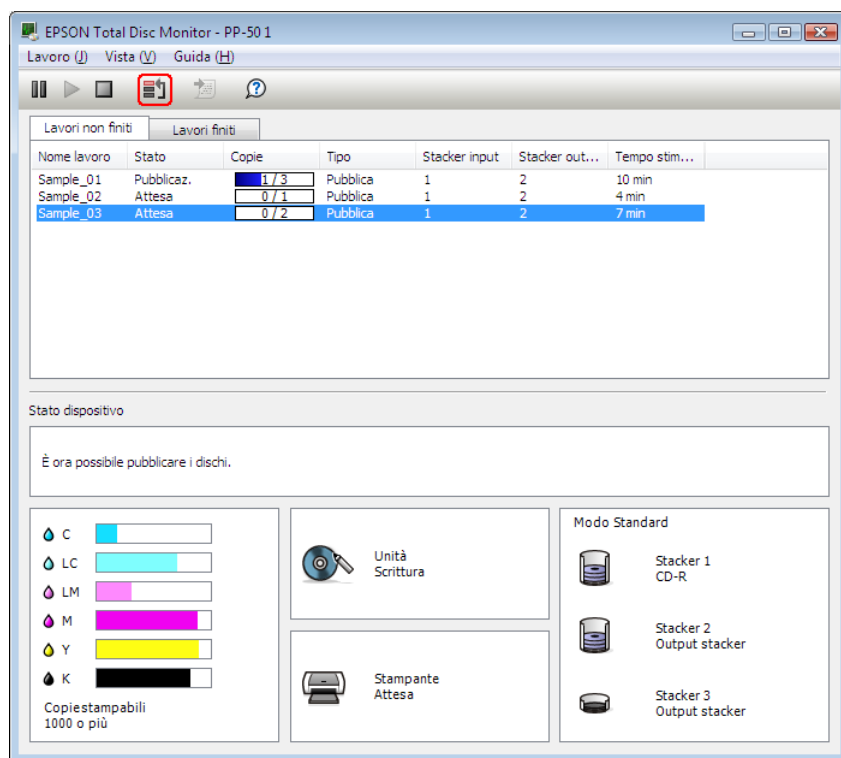 EPSON Total Disc Monitor - PP-50 1
Lavoro (J) Vista (V) Guida (H)
Lavori non finiti Lavori finiti
Nome lavoro Stato Copie Tipo Stacker input Stacker out... Tempo stim...
Sample_01 Pubblicaz. 1 / 3 Pubblica 1 2 10 min
Sample_02 Attesa 0 / 1 Pubblica 1 2 4 min
Sample_03 Attesa 0 / 2 Pubblica 1 2 7 min
Stato dispositivo
È ora possibile pubblicare i dischi.
C
LC
LM
M
Y
K
Copiestampabili
1000 o più
Unità
Scrittura
Stampante
Attesa
Modo Standard
Stacker 1
CD-R
Stacker 2
Output stacker
Stacker 3
Output stacker